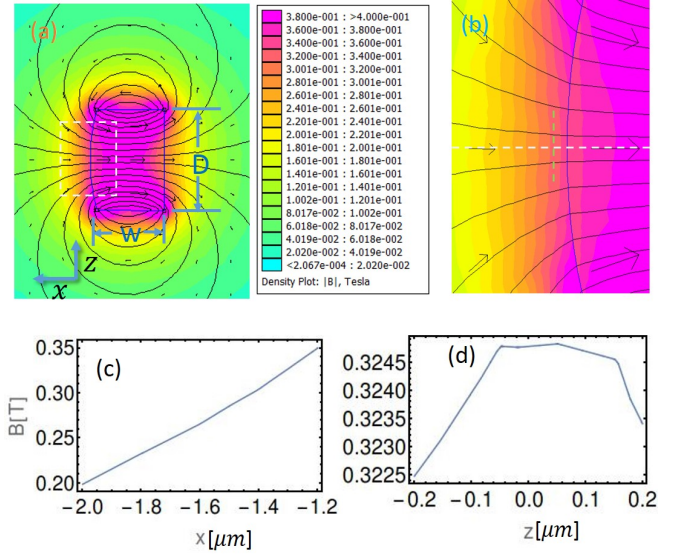 (a)
D
W
z
x
3.800e-001 : >4.000e-001
3.600e-001 : 3.800e-001
3.400e-001 : 3.600e-001
3.200e-001 : 3.400e-001
3.001e-001 : 3.200e-001
2.801e-001 : 3.001e-001
2.601e-001 : 2.801e-001
2.401e-001 : 2.601e-001
2.201e-001 : 2.401e-001
2.001e-001 : 2.201e-001
1.801e-001 : 2.001e-001
1.601e-001 : 1.801e-001
1.401e-001 : 1.601e-001
1.201e-001 : 1.401e-001
1.002e-001 : 1.201e-001
8.017e-002 : 1.002e-001
6.018e-002 : 8.017e-002
4.019e-002 : 6.018e-002
2.020e-002 : 4.019e-002
<2.067e-004 : 2.020e-002
Density Plot: |B|, Tesla
(b)
(c)
0.35
0.30
0.25
0.20
B[T]
-2.0 -1.8 -1.6 -1.4 -1.2
x[μm]
(d)
0.3245
0.3240
0.3235
0.3230
0.3225
-0.2 -0.1 0.0 0.1 0.2
z[μm]